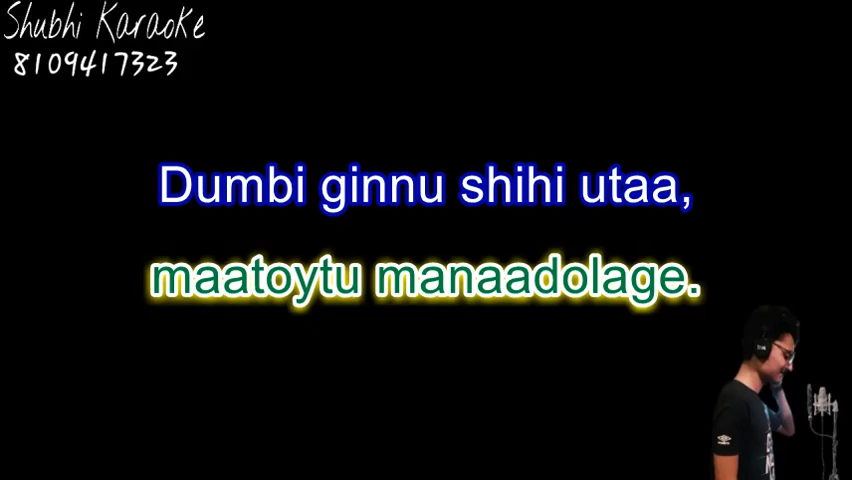 Shubhi Karaoke
8109417323
Dumbi ginnu shihi utaa,
maatoytu manaadolage.